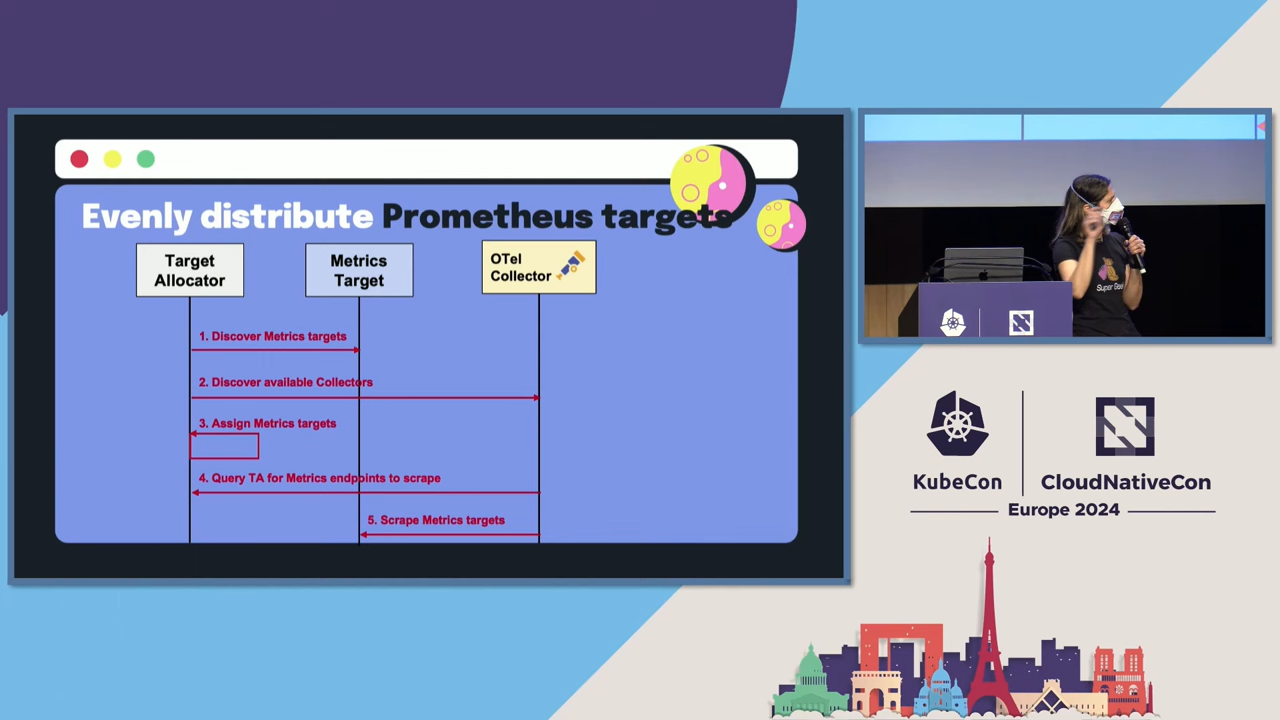 Evenly distribute Prometheus targets
Target
Allocator
Metrics
Target
OTel
Collector
1. Discover Metrics targets
2. Discover available Collectors
3. Assign Metrics targets
4. Query TA for Metrics endpoints to scrape
5. Scrape Metrics targets
Super Gee
KubeCon
CloudNativeCon
Europe 2024